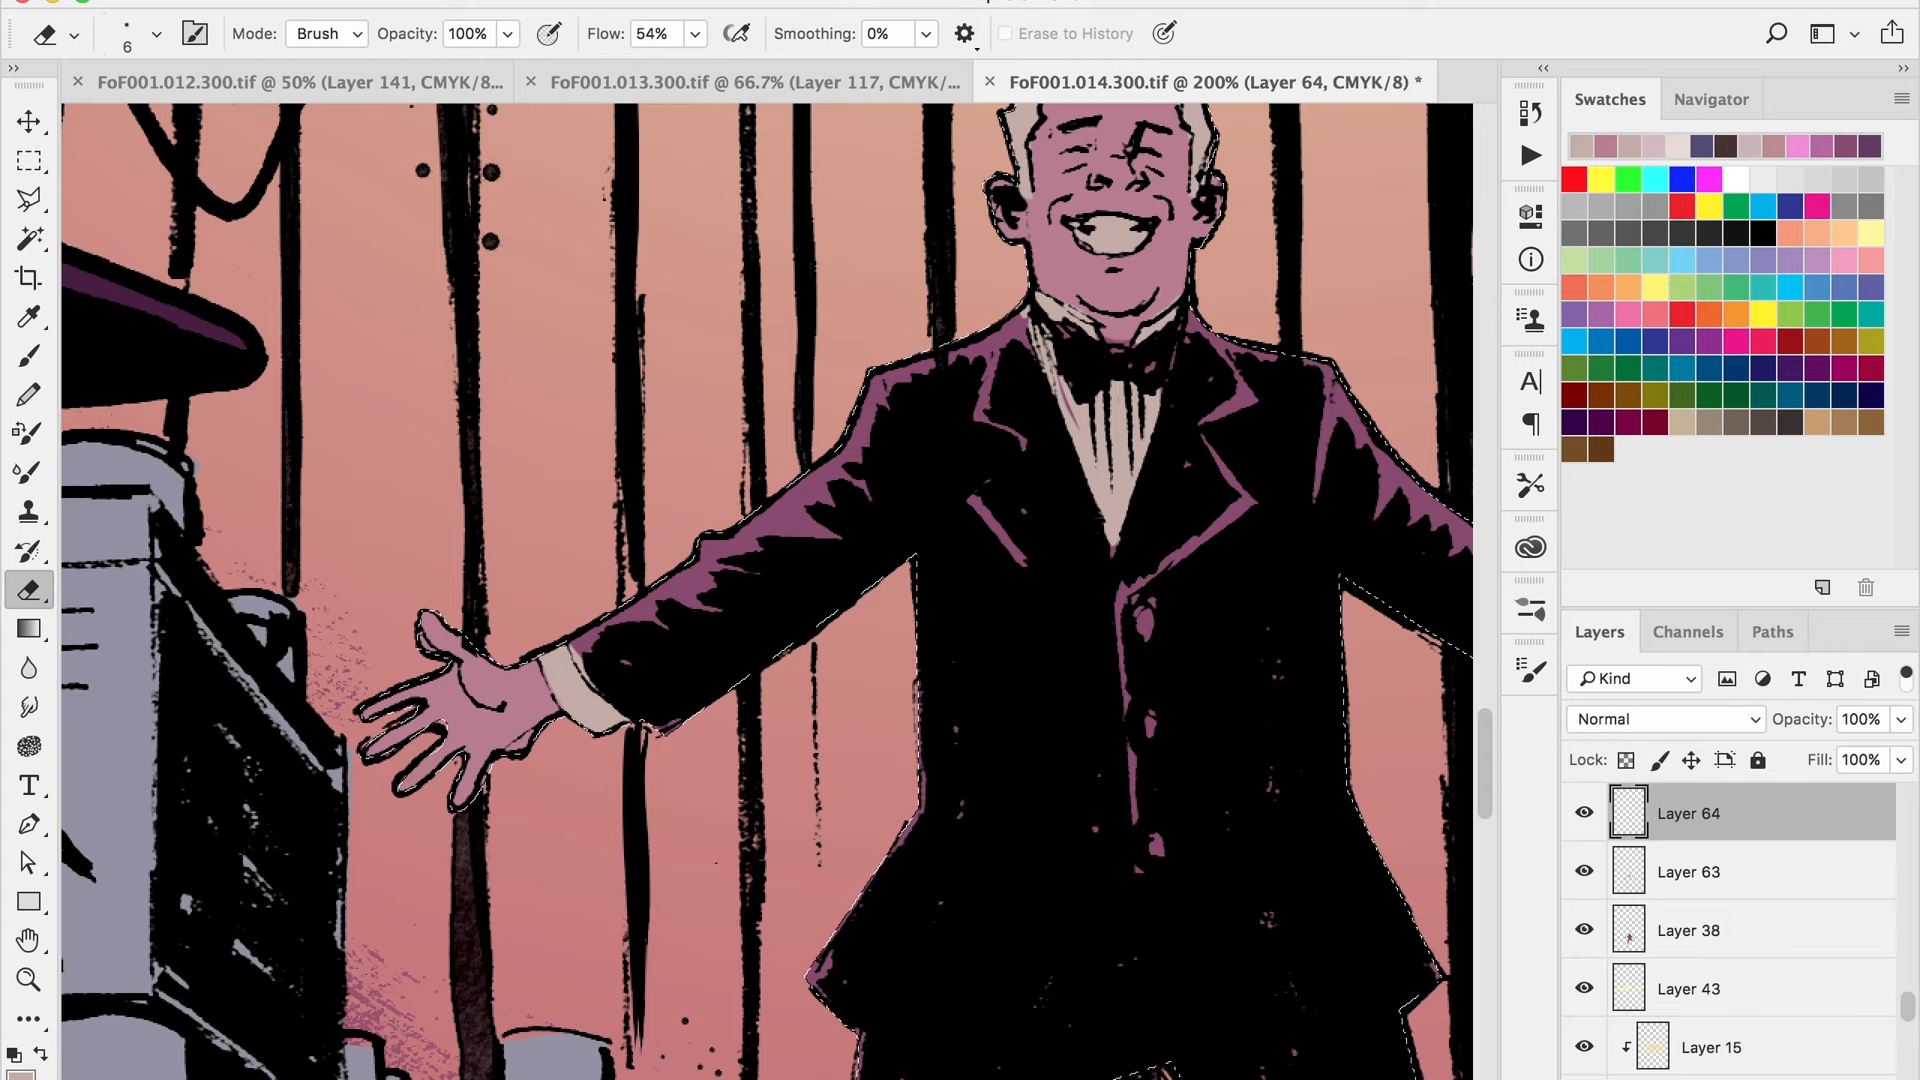 6
Mode: Brush
Opacity: 100%
Flow: 54%
Smoothing: 0%
Erase to History
FoF001.012.300.tif @ 50% (Layer 141, CMYK/8...
FoF001.013.300.tif @ 66.7% (Layer 117, CMYK/...
FoF001.014.300.tif @ 200% (Layer 64, CMYK/8) *
Swatches
Navigator
Layers
Channels
Paths
Kind
Normal
Opacity: 100%
Lock:
Fill: 100%
Layer 64
Layer 63
Layer 38
Layer 43
Layer 15